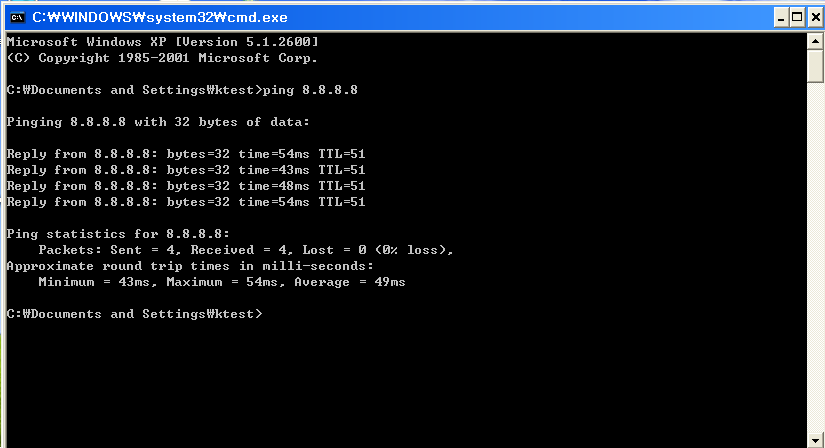 C:₩WINDOWS₩system32₩cmd.exe
Microsoft Windows XP [Version 5.1.2600]
(C) Copyright 1985-2001 Microsoft Corp.
C:₩Documents and Settings₩ktest>ping 8.8.8.8
Pinging 8.8.8.8 with 32 bytes of data:
Reply from 8.8.8.8: bytes=32 time=54ms TTL=51
Reply from 8.8.8.8: bytes=32 time=43ms TTL=51
Reply from 8.8.8.8: bytes=32 time=48ms TTL=51
Reply from 8.8.8.8: bytes=32 time=54ms TTL=51
Ping statistics for 8.8.8.8:
    Packets: Sent = 4, Received = 4, Lost = 0 (0% loss),
Approximate round trip times in milli-seconds:
    Minimum = 43ms, Maximum = 54ms, Average = 49ms
C:₩Documents and Settings₩ktest>